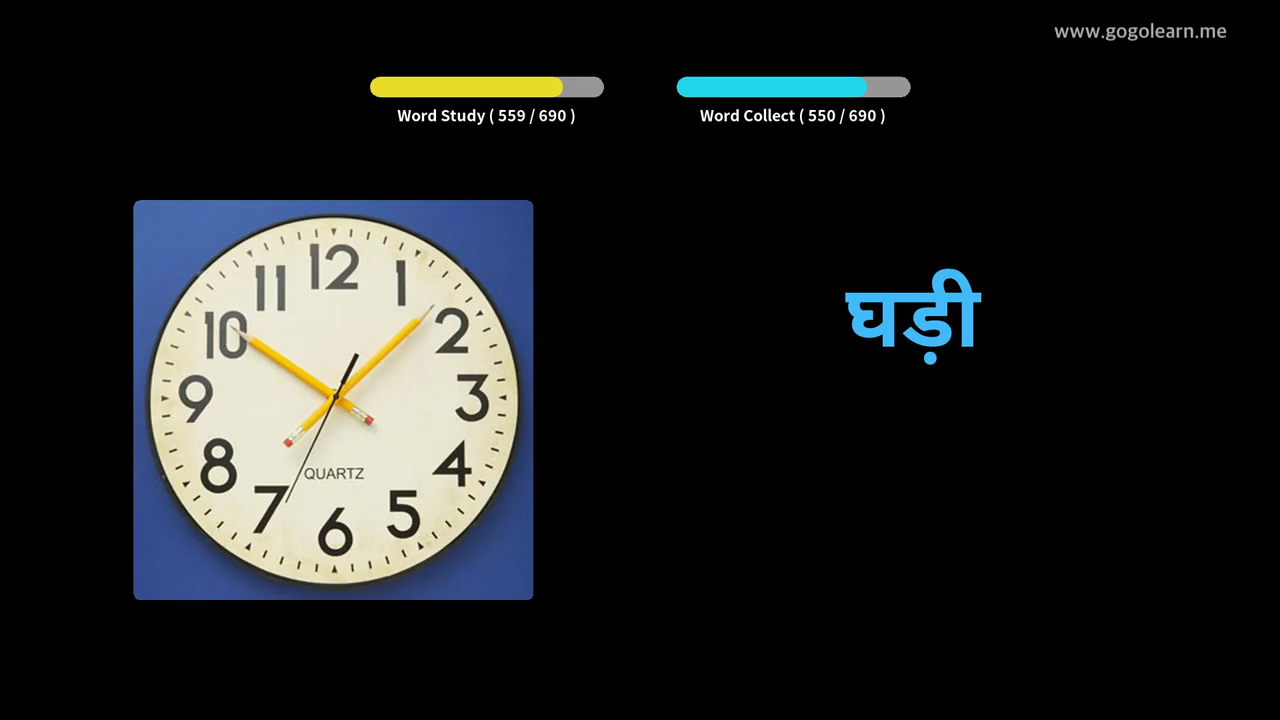 www.gogolearn.me
Word Study ( 559 / 690 )
Word Collect ( 550 / 690 )
12
11
1
10
2
घड़ी
9
3
8
4
QUARTZ
7
5
6